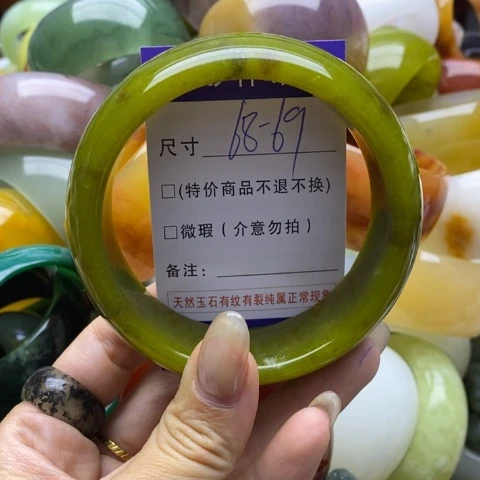 尺寸 68-69
□(特价商品不退不换)
□微瑕(介意勿拍)
备注:
天然玉石有纹有裂纯属正常现象